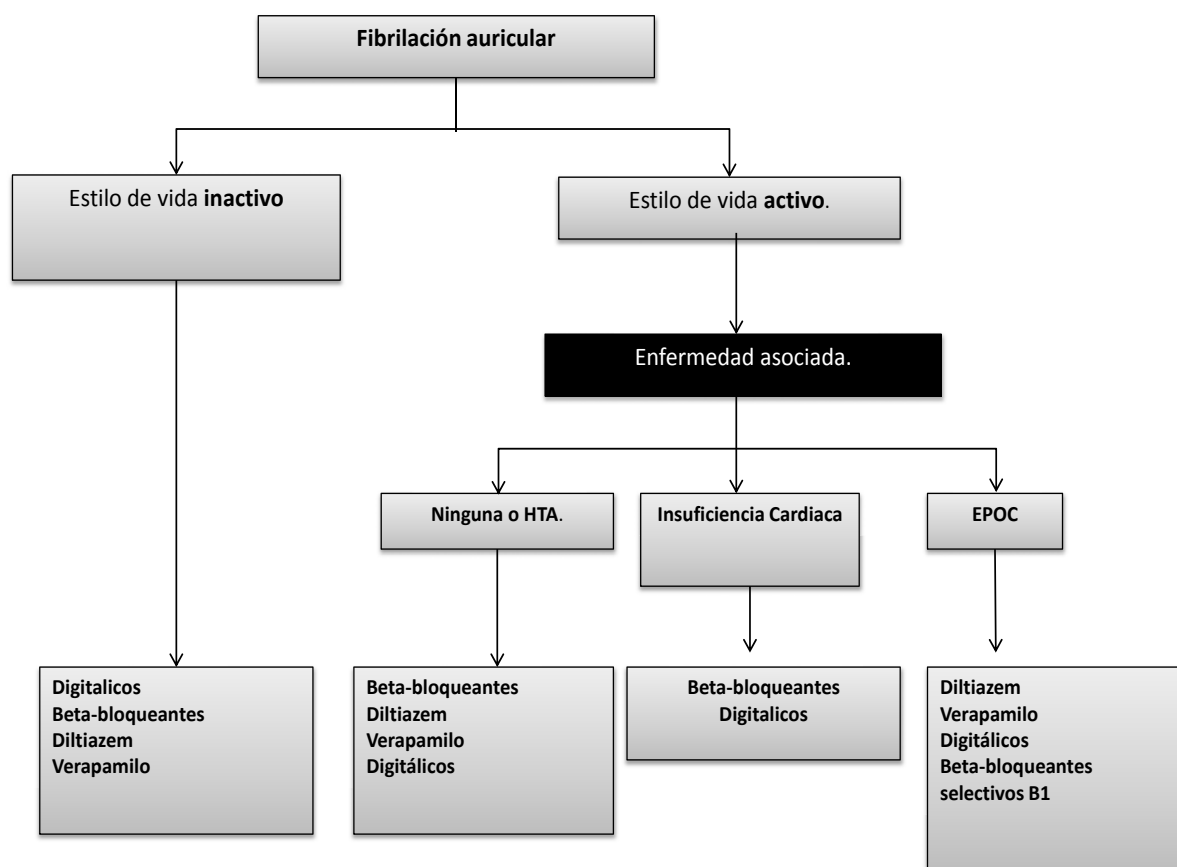 Fibrilación auricular
Estilo de vida inactivo
Estilo de vida activo.
Enfermedad asociada.
Ninguna o HTA.
Insuficiencia Cardiaca
EPOC
Digitalicos
Beta-bloqueantes
Diltiazem
Verapamilo
Beta-bloqueantes
Diltiazem
Verapamilo
Digitálicos
Beta-bloqueantes
Digitalicos
Diltiazem
Verapamilo
Digitálicos
Beta-bloqueantes
selectivos B1